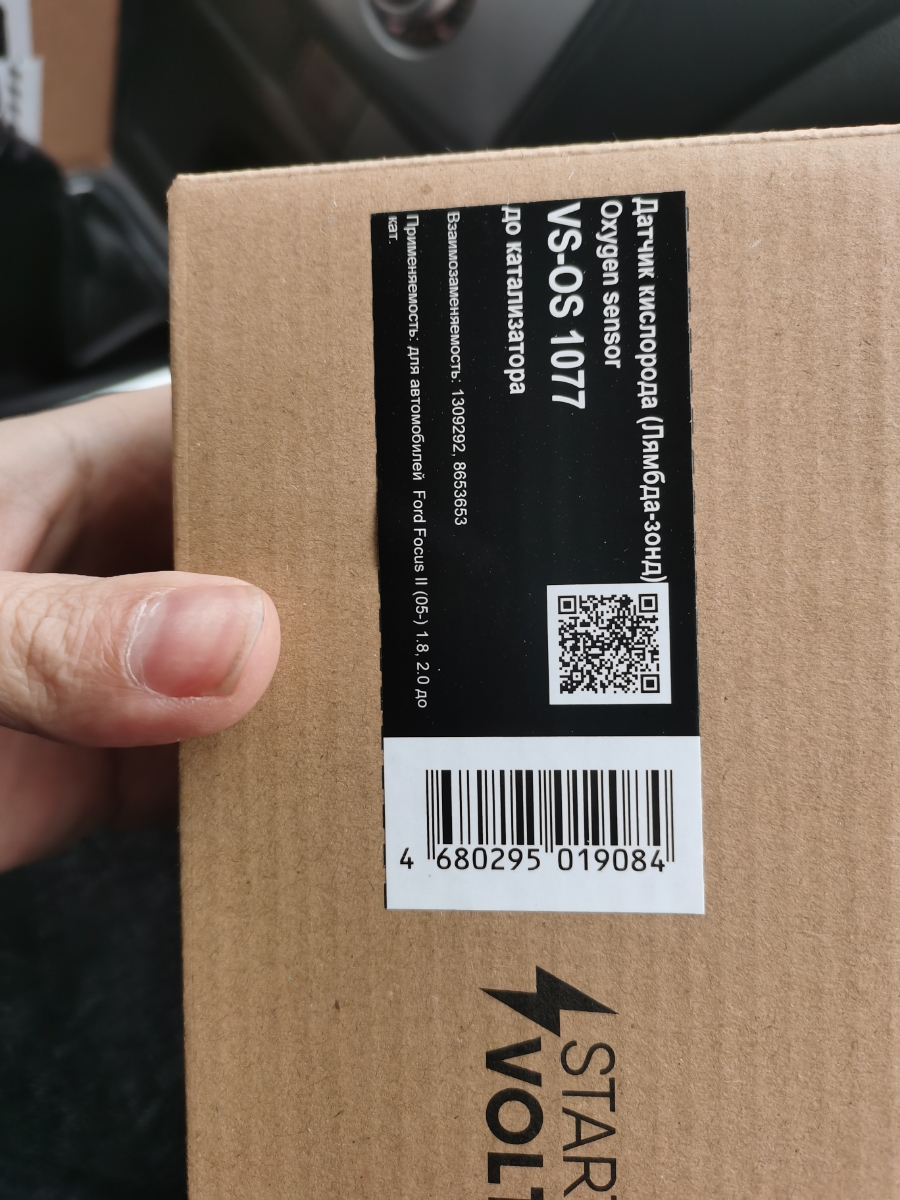 Датчик кислорода (Лямбда-зонд)
Oxygen sensor
VS-OS 1077
до катализатора
Взаимозаменяемость: 1309292, 8653653
Применяемость: для автомобилей Ford Focus II (05-) 1.8, 2.0 до
кат.
4 680295 019084
START
VOLT